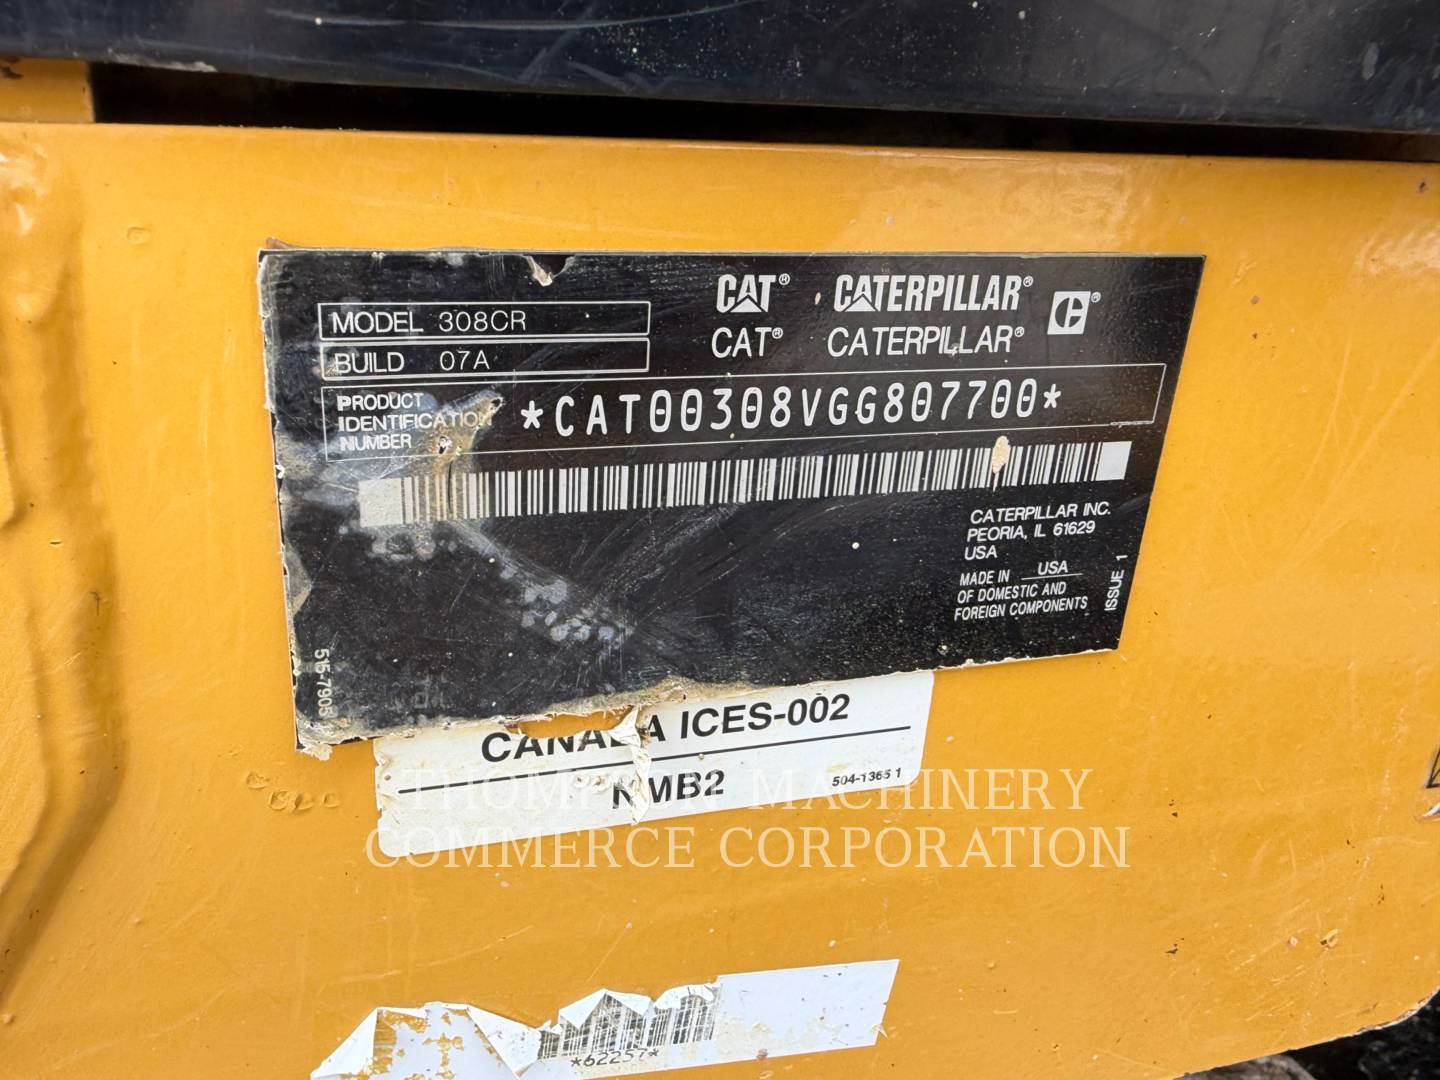 MODEL 308CR
BUILD 07A
CAT® CATERPILLAR®
CAT® CATERPILLAR®
C®
PRODUCT
IDENTIFICATION
NUMBER
*CAT00308VGG807700*
CATERPILLAR INC.
PEORIA, IL 61629
USA
MADE IN USA
OF DOMESTIC AND
FOREIGN COMPONENTS
ISSUE 1
515-7905
CANADA ICES-002
NMB2
504-1365 1
THOMPSON MACHINERY
COMMERCE CORPORATION
*62257*